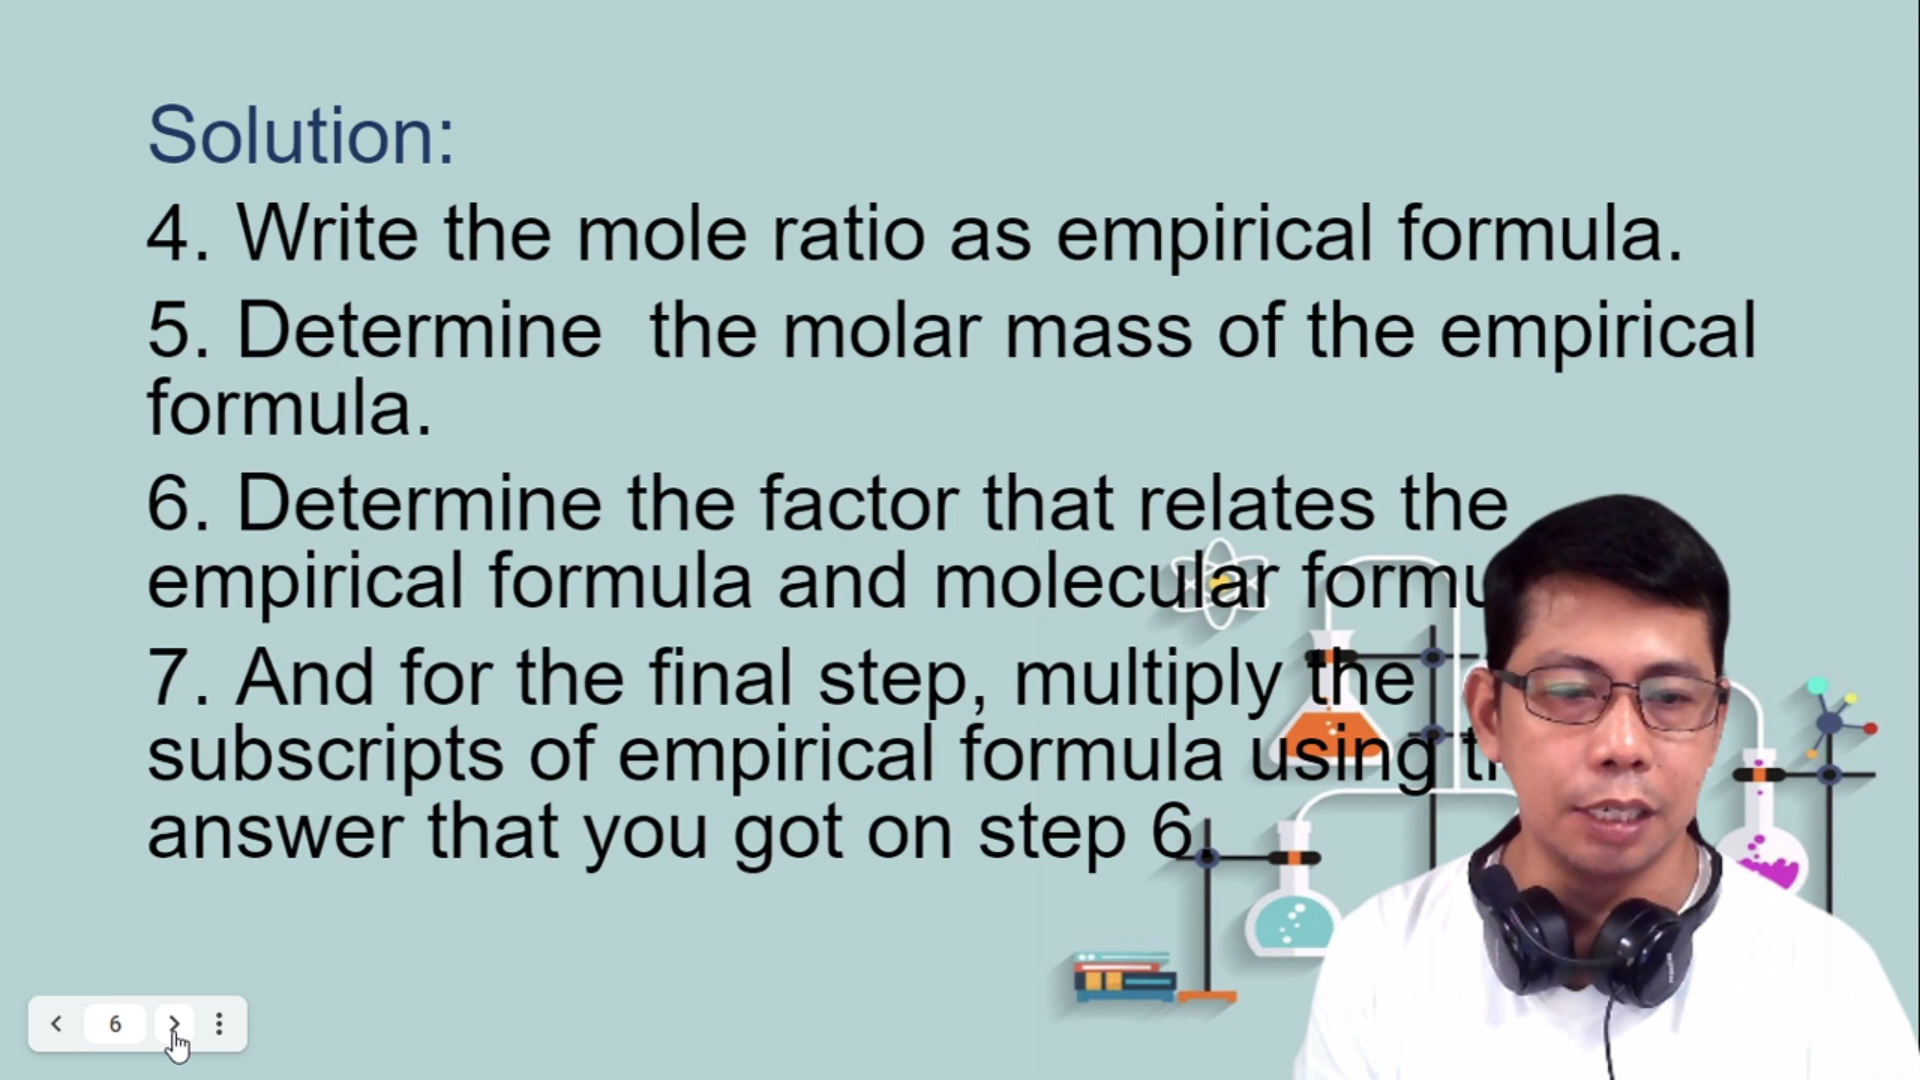 Solution:
4. Write the mole ratio as empirical formula.
5. Determine  the molar mass of the empirical
formula.
6. Determine the factor that relates the
empirical formula and molecular
7. And for the final step, multiply the
subscripts of empirical formula using
answer that you got on step 6
6